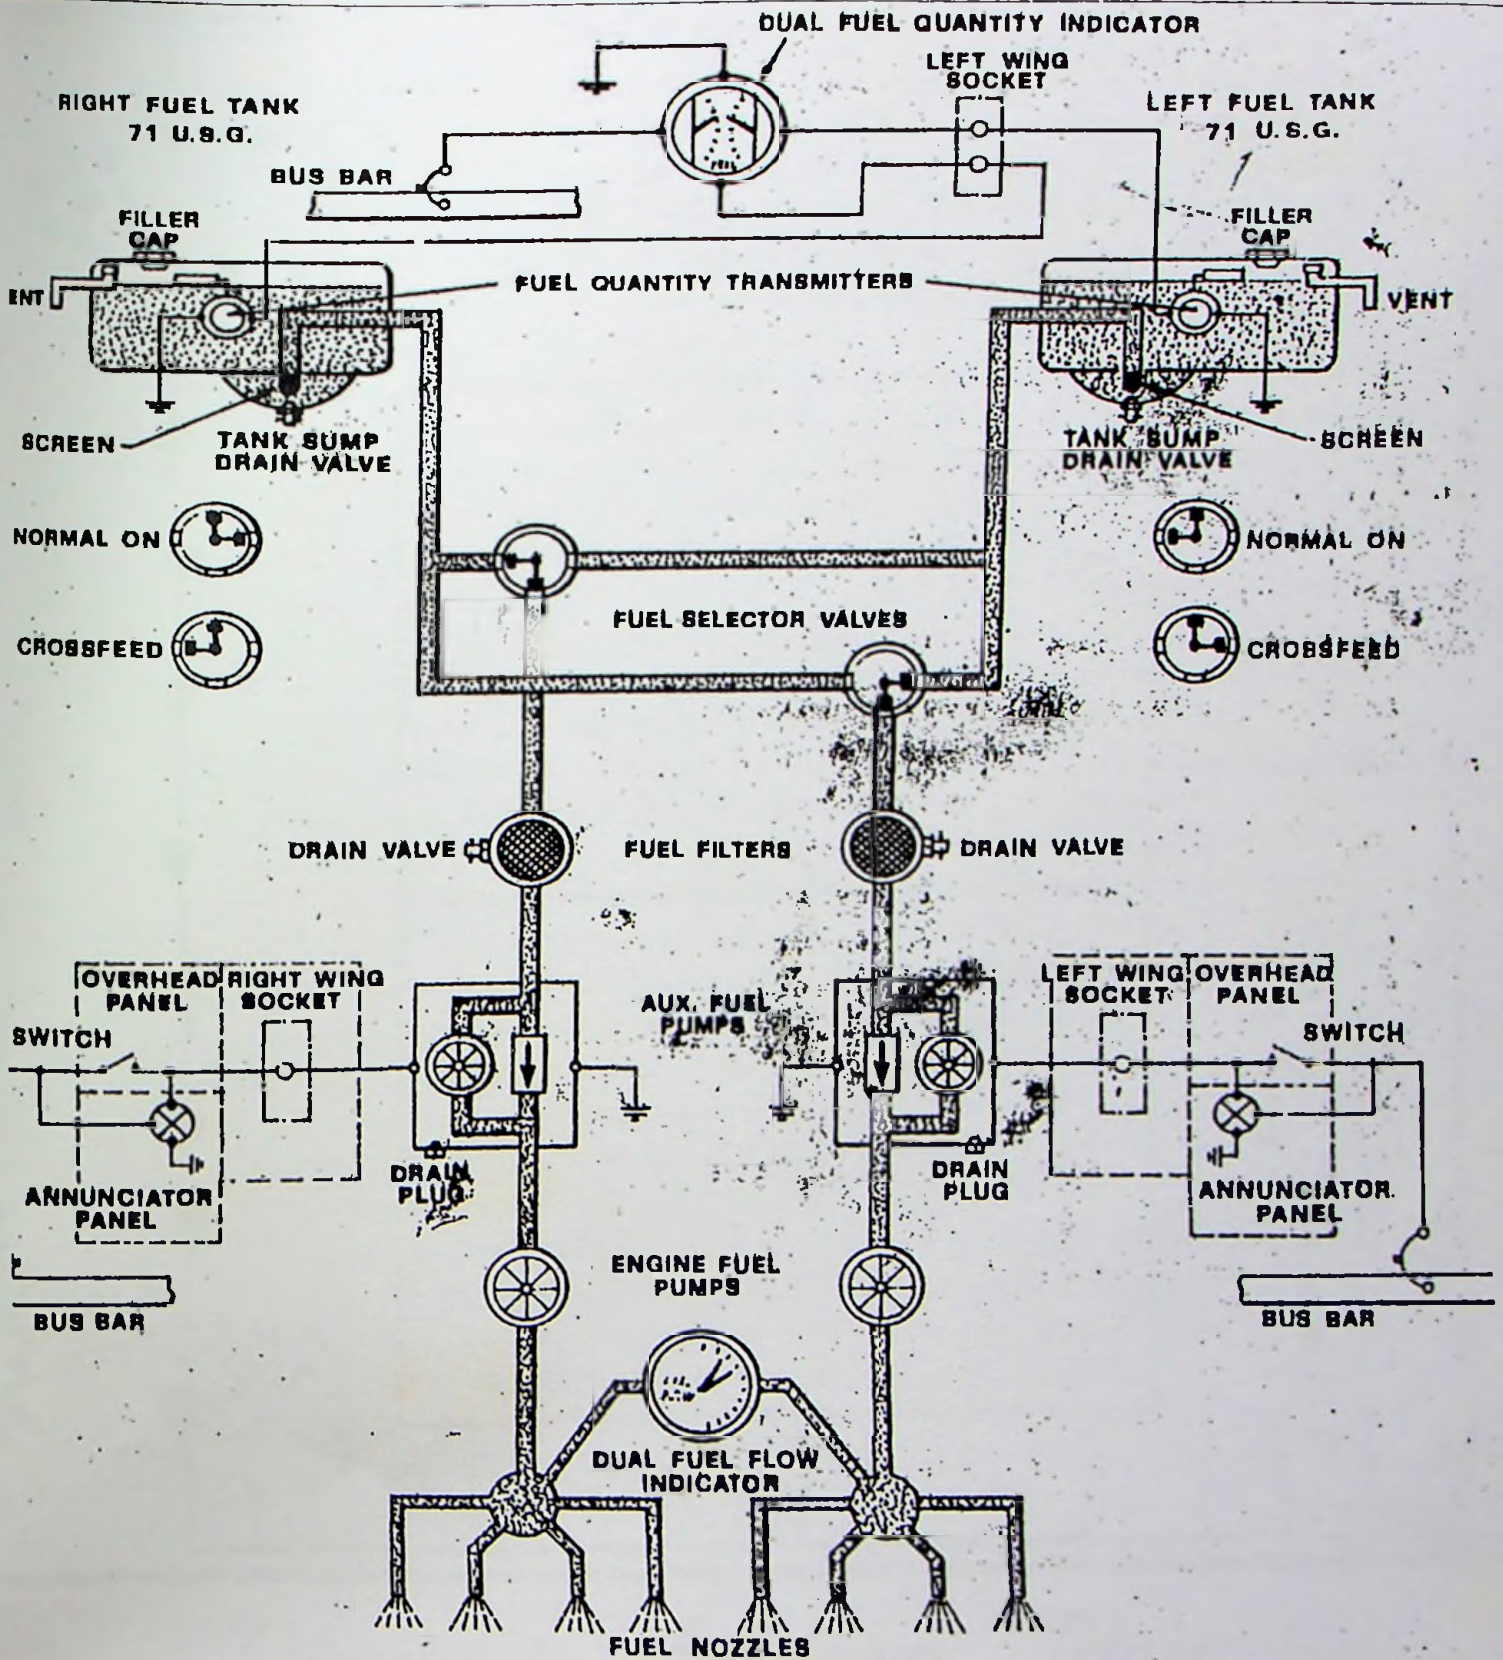 DUAL FUEL QUANTITY INDICATOR
LEFT WING
SOCKET
RIGHT FUEL TANK
71 U.S.G.
LEFT FUEL TANK
71 U.S.G.
BUS BAR
FUEL
FILLER
CAP
FILLER
CAP
ENT
FUEL QUANTITY TRANSMITTERS
VENT
SCREEN
TANK SUMP
DRAIN VALVE
TANK SUMP
DRAIN VALVE
SCREEN
NORMAL ON
NORMAL ON
FUEL SELECTOR VALVES
CROSSFEED
CROSSFEED
DRAIN VALVE
FUEL FILTERS
DRAIN VALVE
OVERHEAD
PANEL
RIGHT WING
SOCKET
AUX. FUEL
PUMPS
LEFT WING
SOCKET
OVERHEAD
PANEL
SWITCH
SWITCH
DRAIN
PLUG
DRAIN
PLUG
ANNUNCIATOR
PANEL
ANNUNCIATOR
PANEL
ENGINE FUEL
PUMPS
BUS BAR
BUS BAR
DUAL FUEL FLOW
INDICATOR
FUEL NOZZLES